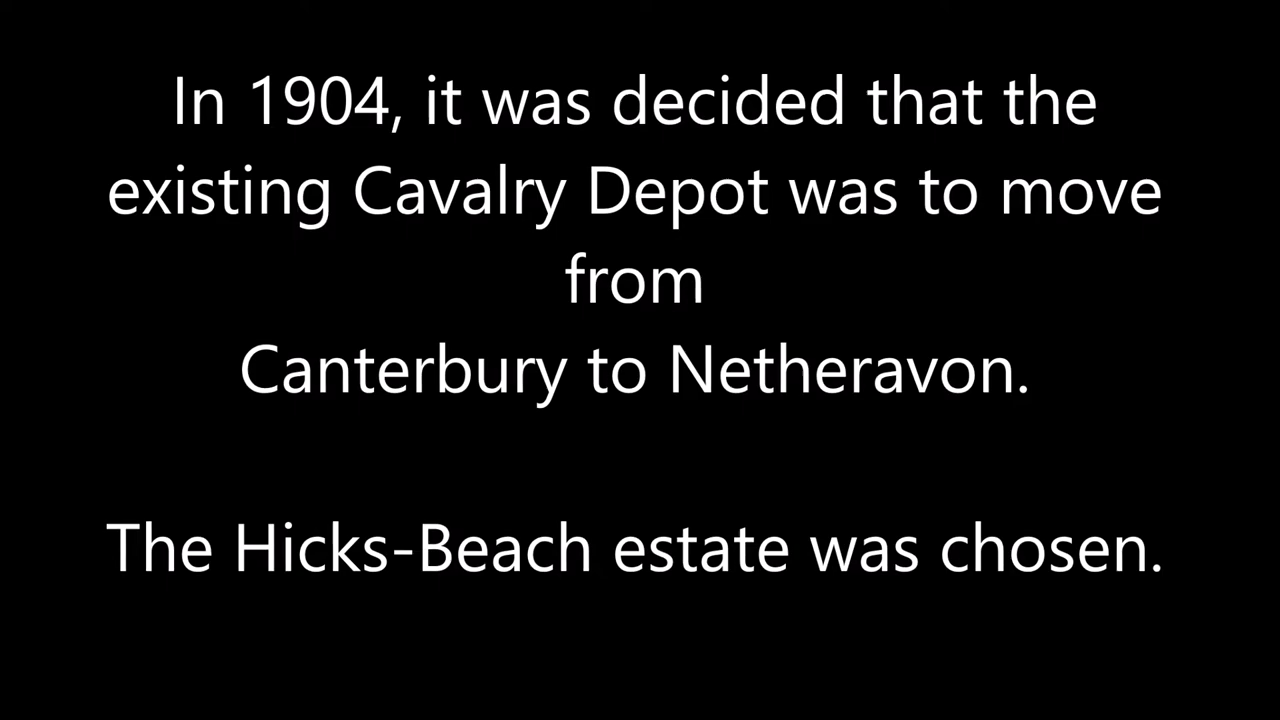 In 1904, it was decided that the
existing Cavalry Depot was to move
from
Canterbury to Netheravon.
The Hicks-Beach estate was chosen.